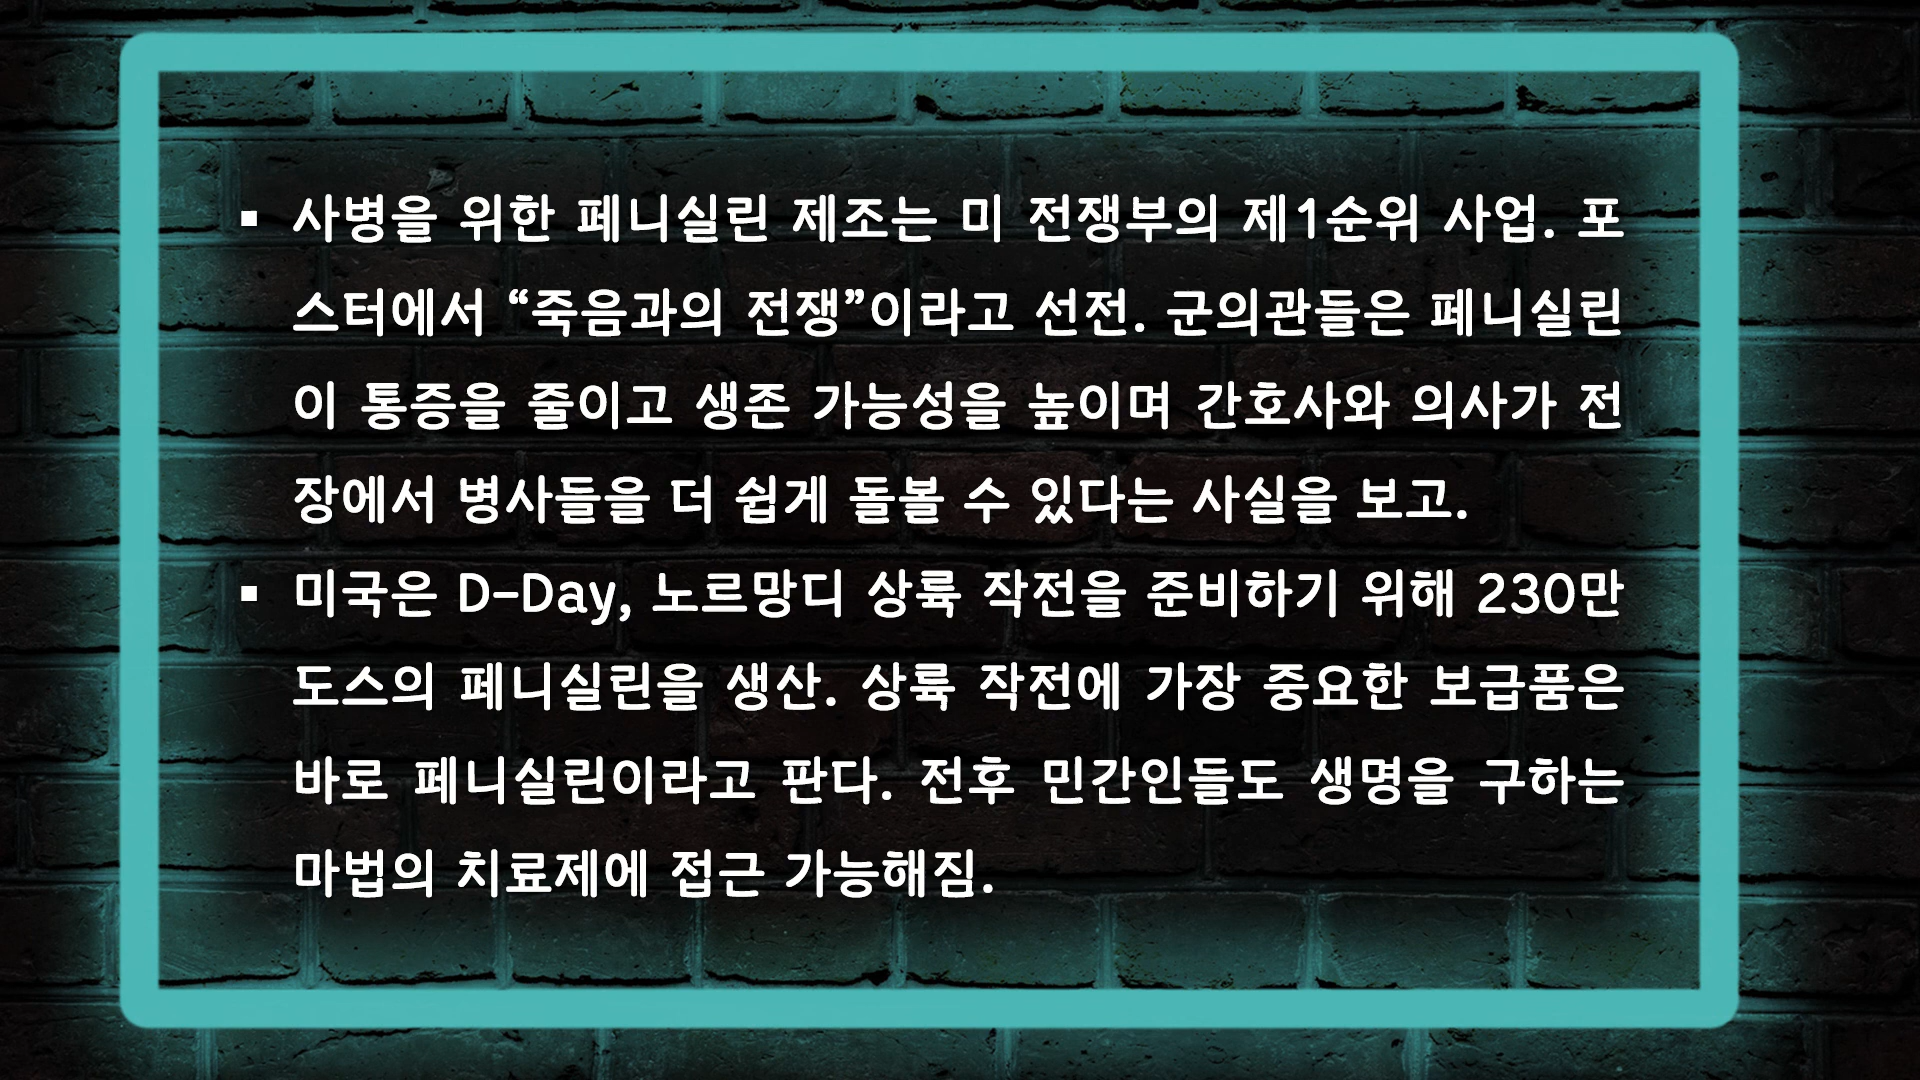 ▪ 사병을 위한 페니실린 제조는 미 전쟁부의 제1순위 사업. 포
스터에서 “죽음과의 전쟁”이라고 선전. 군의관들은 페니실린
이 통증을 줄이고 생존 가능성을 높이며 간호사와 의사가 전
장에서 병사들을 더 쉽게 돌볼 수 있다는 사실을 보고.
▪ 미국은 D-Day, 노르망디 상륙 작전을 준비하기 위해 230만
도스의 페니실린을 생산. 상륙 작전에 가장 중요한 보급품은
바로 페니실린이라고 판다. 전후 민간인들도 생명을 구하는
마법의 치료제에 접근 가능해짐.